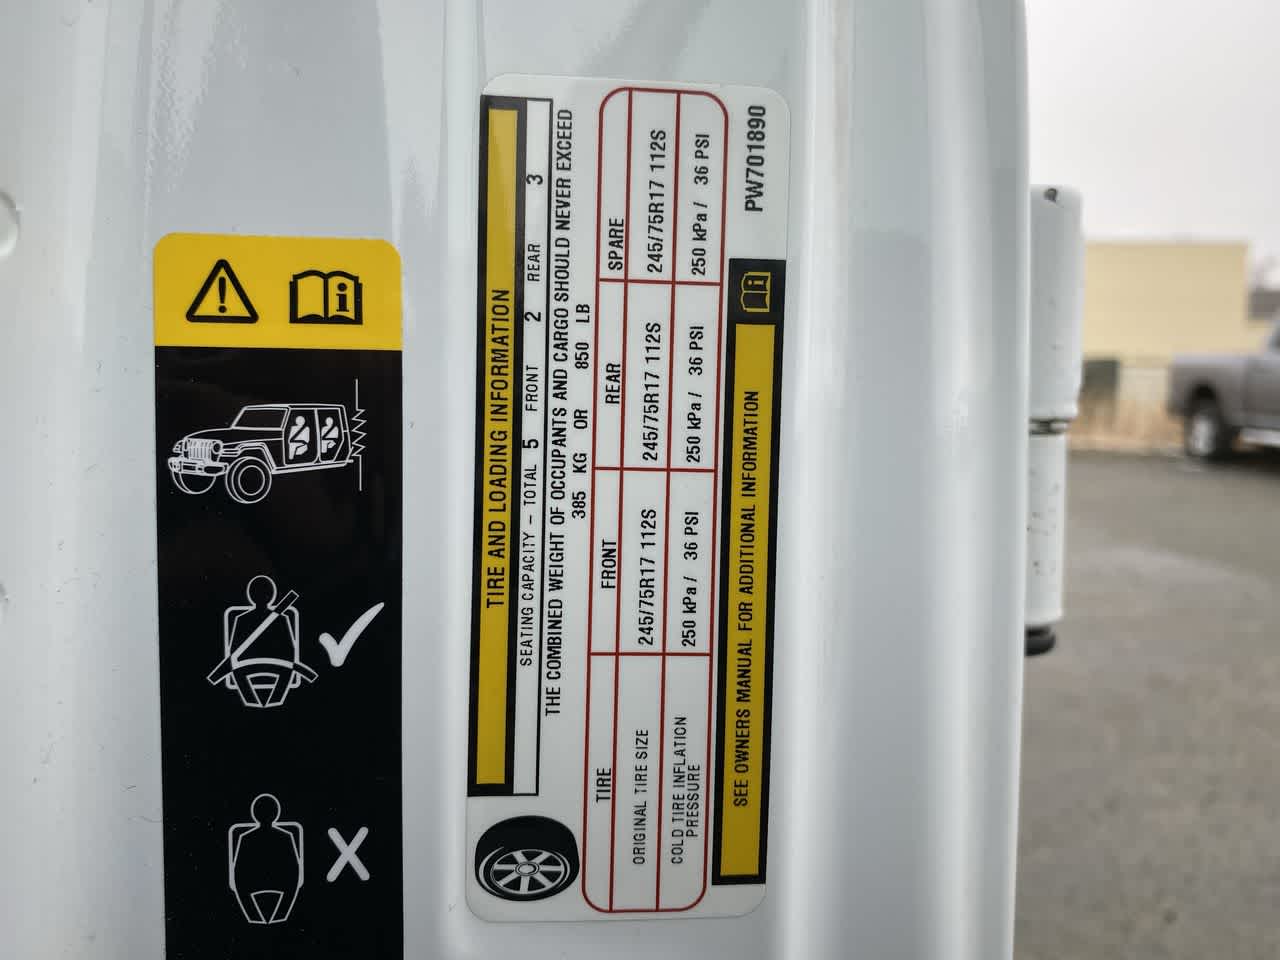 TIRE AND LOADING INFORMATION
SEATING CAPACITY – TOTAL 5 FRONT 2 REAR 3
THE COMBINED WEIGHT OF OCCUPANTS AND CARGO SHOULD NEVER EXCEED
385 KG OR 850 LB
TIRE FRONT REAR SPARE
ORIGINAL TIRE SIZE 245/75R17 112S 245/75R17 112S 245/75R17 112S
COLD TIRE INFLATION PRESSURE 250 kPa / 36 PSI 250 kPa / 36 PSI 250 kPa / 36 PSI
SEE OWNERS MANUAL FOR ADDITIONAL INFORMATION
PW701890